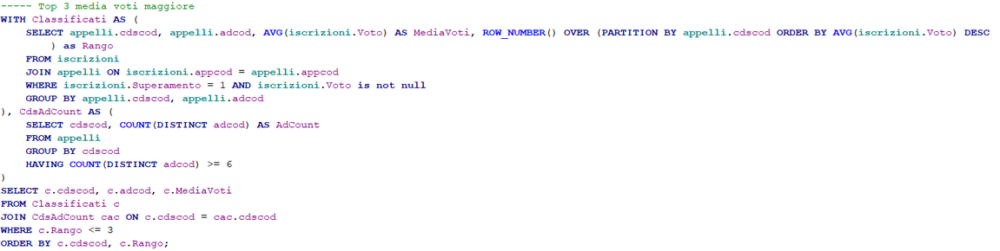 ----- Top 3 media voti maggiore
WITH Classificati AS (
    SELECT appelli.cdscod, appelli.adcod, AVG(iscrizioni.Voto) AS MediaVoti, ROW_NUMBER() OVER (PARTITION BY appelli.cdscod ORDER BY AVG(iscrizioni.Voto) DESC
        ) as Rango
    FROM iscrizioni
    JOIN appelli ON iscrizioni.appcod = appelli.appcod
    WHERE iscrizioni.Superamento = 1 AND iscrizioni.Voto is not null
    GROUP BY appelli.cdscod, appelli.adcod
), CdsAdCount AS (
    SELECT cdscod, COUNT(DISTINCT adcod) AS AdCount
    FROM appelli
    GROUP BY cdscod
    HAVING COUNT(DISTINCT adcod) >= 6
)
SELECT c.cdscod, c.adcod, c.MediaVoti
FROM Classificati c
JOIN CdsAdCount cac ON c.cdscod = cac.cdscod
WHERE c.Rango <= 3
ORDER BY c.cdscod, c.Rango;